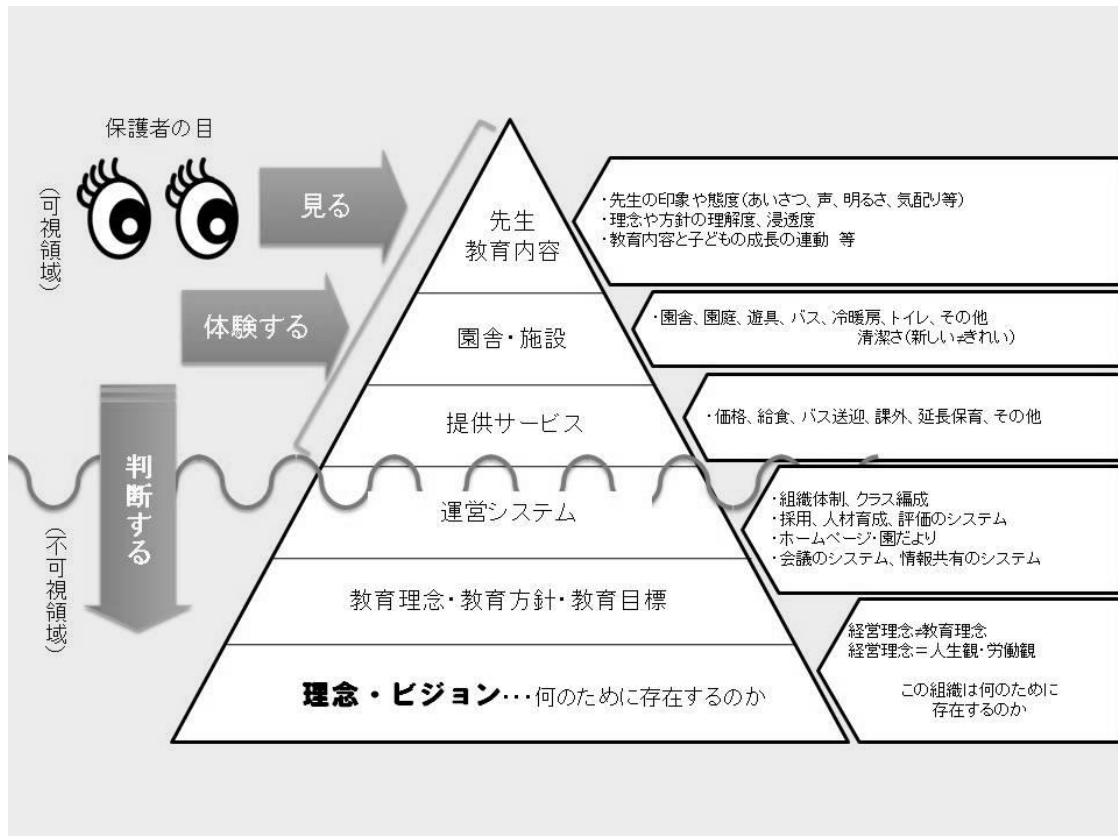 保護者の目
(可視領域)
見る
体験する
判断する
(不可視領域)
先生
教育内容
園舎・施設
提供サービス
運営システム
教育理念・教育方針・教育目標
理念・ビジョン・・・何のために存在するのか
・先生の印象や態度(あいさつ、声、明るさ、気配り等)
・理念や方針の理解度、浸透度
・教育内容と子どもの成長の連動 等
・園舎、園庭、遊具、バス、冷暖房、トイレ、その他
清潔さ(新しい≠きれい)
・価格、給食、バス送迎、課外、延長保育、その他
・組織体制、クラス編成
・採用、人材育成、評価のシステム
・ホームページ・園だより
・会議のシステム、情報共有のシステム
経営理念≠教育理念
経営理念=人生観・労働観
この組織は何のために
存在するのか